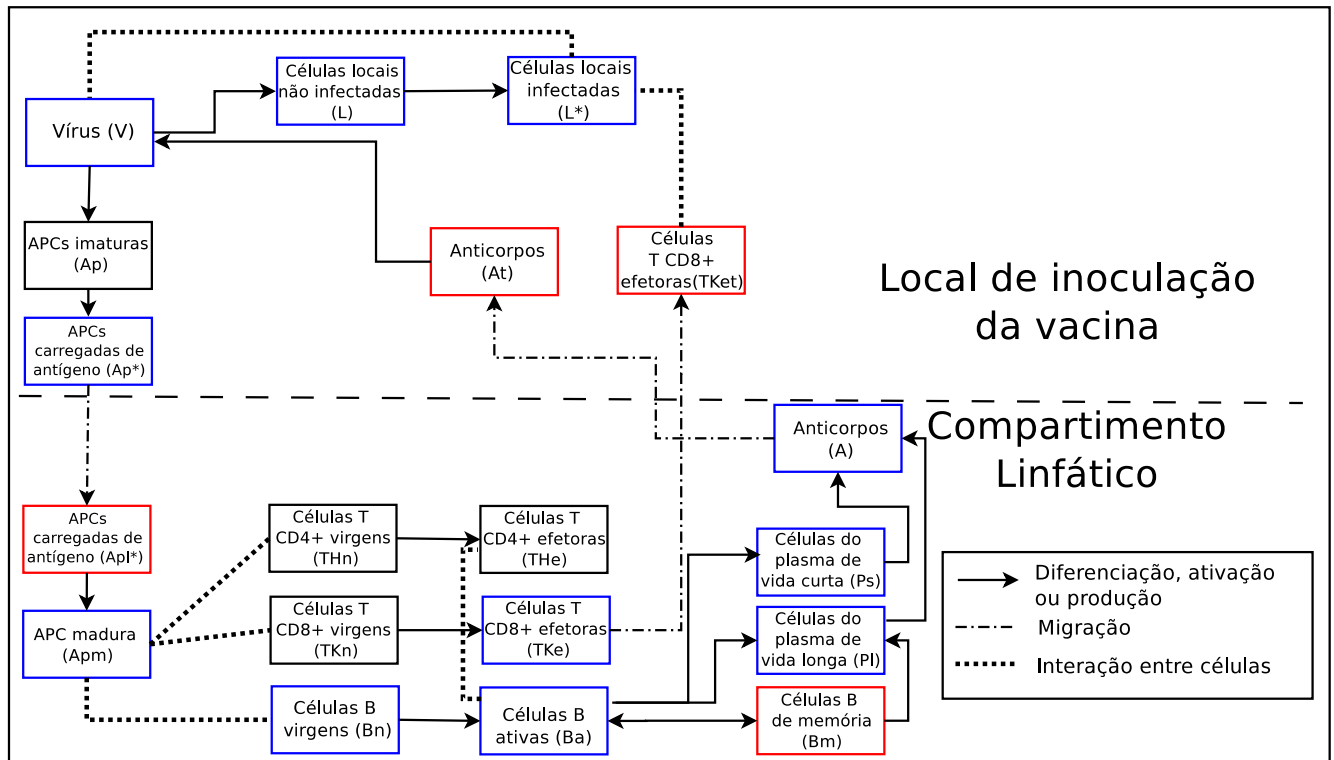 Células locais
não infectadas
(L)
Células locais
infectadas
(L*)
Vírus (V)
APCs imaturas
(Ap)
Anticorpos
(At)
Células
T CD8+
efetoras(TKet)
Local de inoculação
da vacina
APCs
carregadas de
antígeno (Ap*)
Anticorpos
(A)
Compartimento
Linfático
APCs
carregadas de
antígeno (Apl*)
Células T
CD4+ virgens
(THn)
Células T
CD4+ efetoras
(THe)
Células do
plasma de
vida curta (Ps)
APC madura
(Apm)
Células T
CD8+ virgens
(TKn)
Células T
CD8+ efetoras
(TKe)
Células do
plasma de
vida longa (Pl)
Células B
virgens (Bn)
Células B
ativas (Ba)
Células B
de memória
(Bm)
Diferenciação, ativação
ou produção
Migração
Interação entre células